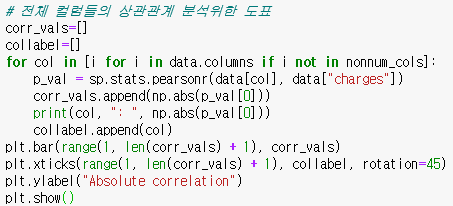 # 전체 컬럼들의 상관관계 분석위한 도표
corr_vals=[]
collabel=[]
for col in [i for i in data.columns if i not in nonnum_cols]:
    p_val = sp.stats.pearsonr(data[col], data["charges"])
    corr_vals.append(np.abs(p_val[0]))
    print(col, ": ", np.abs(p_val[0]))
    collabel.append(col)
plt.bar(range(1, len(corr_vals) + 1), corr_vals)
plt.xticks(range(1, len(corr_vals) + 1), collabel, rotation=45)
plt.ylabel("Absolute correlation")
plt.show()